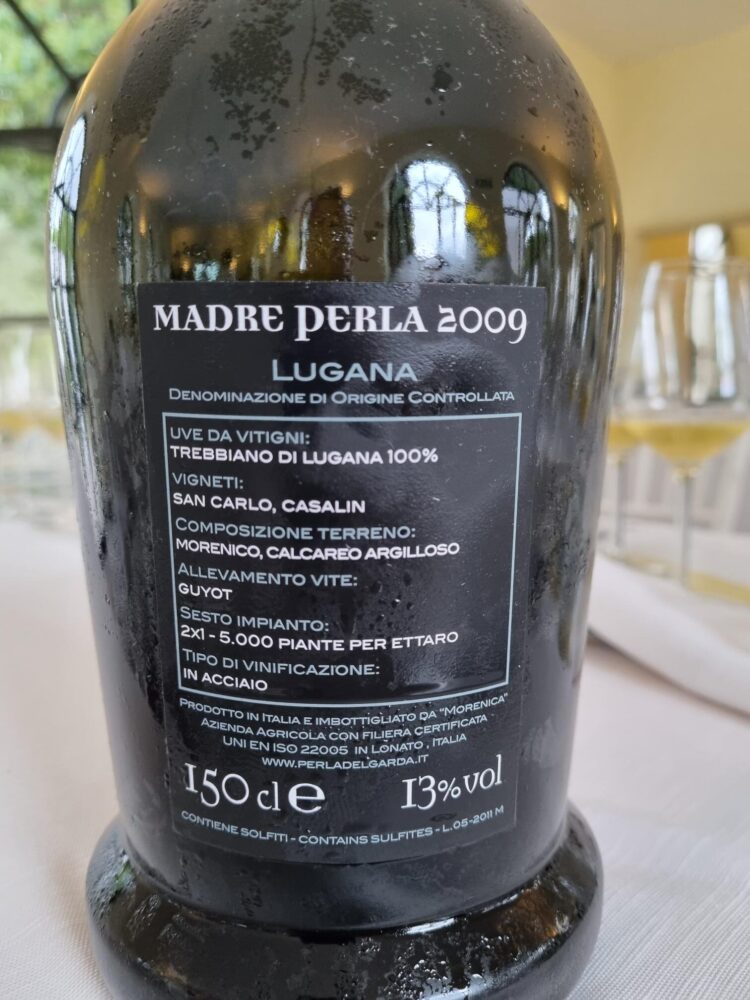 MADRE PERLA 2009
LUGANA
DENOMINAZIONE DI ORIGINE CONTROLLATA
UVE DA VITIGNI:
TREBBIANO DI LUGANA 100%
VIGNETI:
SAN CARLO, CASALIN
COMPOSIZIONE TERRENO:
MORENICO, CALCAREO ARGILLOSO
ALLEVAMENTO VITE:
GUYOT
SESTO IMPIANTO:
2X1 - 5.000 PIANTE PER ETTARO
TIPO DI VINIFICAZIONE:
IN ACCIAIO
PRODOTTO IN ITALIA E IMBOTTIGLIATO DA "MORENICA"
AZIENDA AGRICOLA CON FILIERA CERTIFICATA
UNI EN ISO 22005 IN LONATO , ITALIA
WWW.PERLADELGARDA.IT
150 cl e 13%vol
CONTIENE SOLFITI - CONTAINS SULFITES - L.05-2011 M